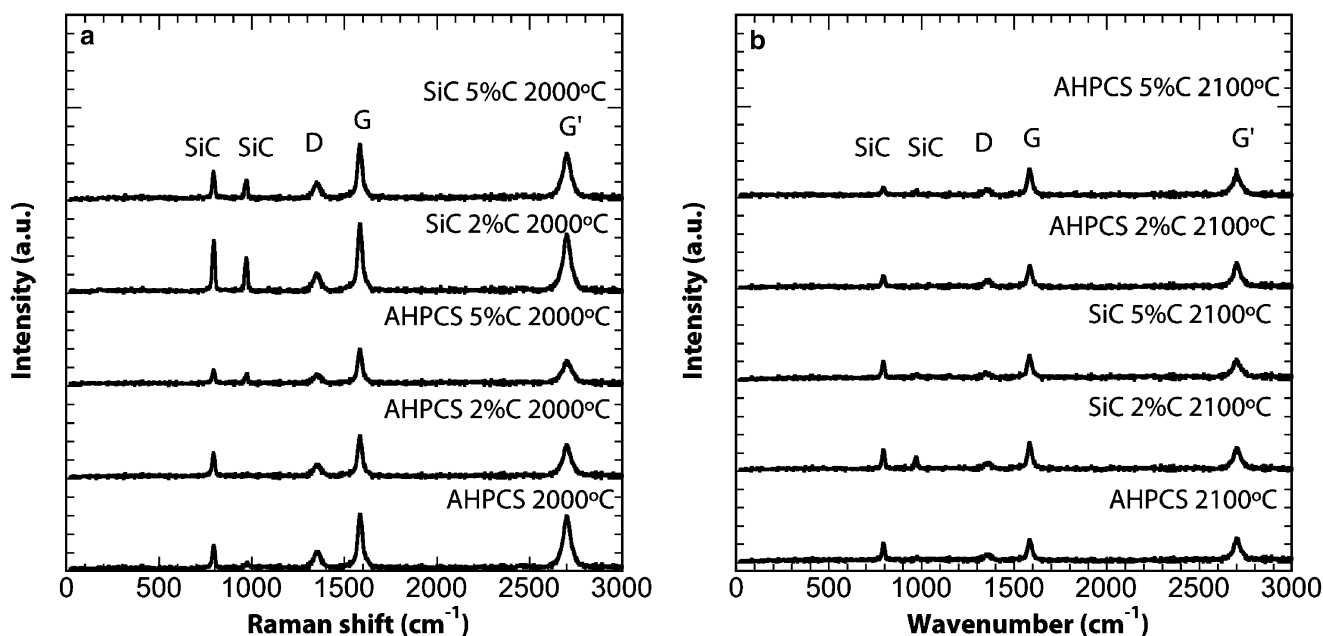 a
SiC 5%C 2000ºC
SiC SiC D G G'
SiC 2%C 2000ºC
AHPCS 5%C 2000ºC
AHPCS 2%C 2000ºC
AHPCS 2000ºC
Intensity (a.u.)
0 500 1000 1500 2000 2500 3000
Raman shift (cm-1)
b
AHPCS 5%C 2100ºC
SiC SiC D G G'
AHPCS 2%C 2100ºC
SiC 5%C 2100ºC
SiC 2%C 2100ºC
AHPCS 2100ºC
Intensity (a.u.)
0 500 1000 1500 2000 2500 3000
Wavenumber (cm-1)